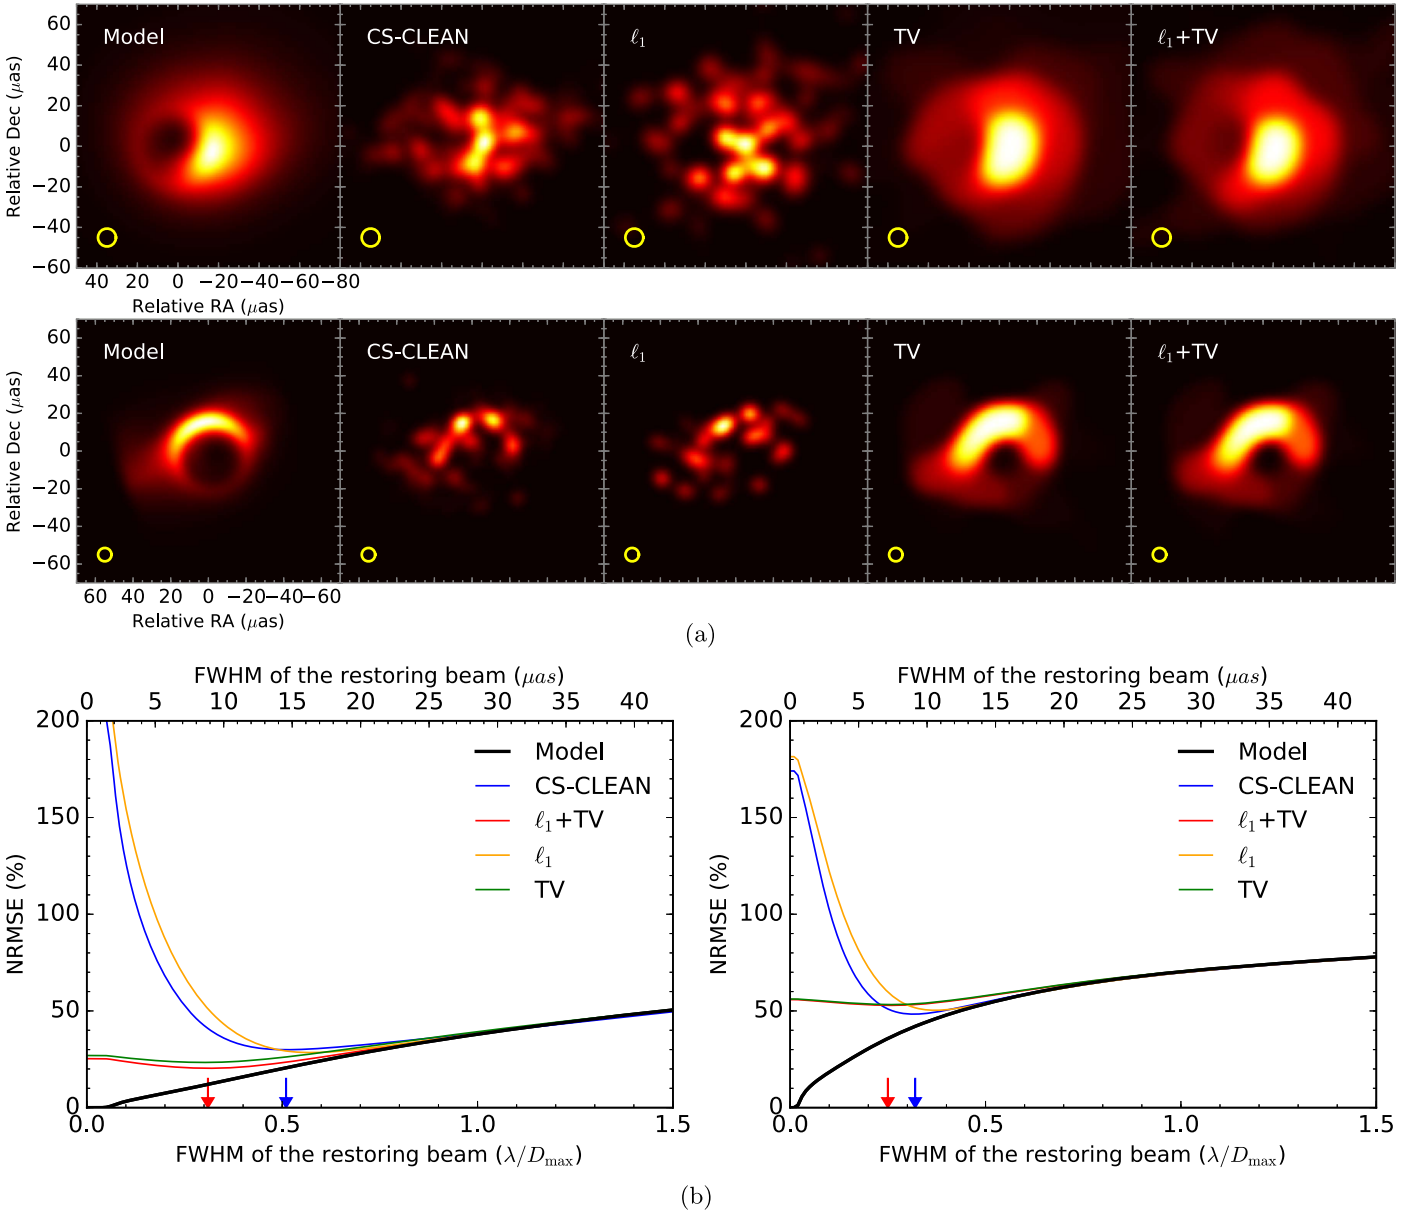 60
40
20
0
−20
−40
−60
Relative Dec (μas)
Model
CS-CLEAN
ℓ1
TV
ℓ1+TV
40 20 0 −20 −40 −60 −80
Relative RA (μas)
60
40
20
0
−20
−40
−60
Relative Dec (μas)
Model
CS-CLEAN
ℓ1
TV
ℓ1+TV
60 40 20 0 −20 −40 −60
Relative RA (μas)
(a)
FWHM of the restoring beam (μas)
0 5 10 15 20 25 30 35 40
200
150
100
50
0
NRMSE (%)
Model
CS-CLEAN
ℓ1+TV
ℓ1
TV
0.0 0.5 1.0 1.5
FWHM of the restoring beam (λ/Dmax)
FWHM of the restoring beam (μas)
0 5 10 15 20 25 30 35 40
200
150
100
50
0
NRMSE (%)
Model
CS-CLEAN
ℓ1+TV
ℓ1
TV
0.0 0.5 1.0 1.5
FWHM of the restoring beam (λ/Dmax)
(b)